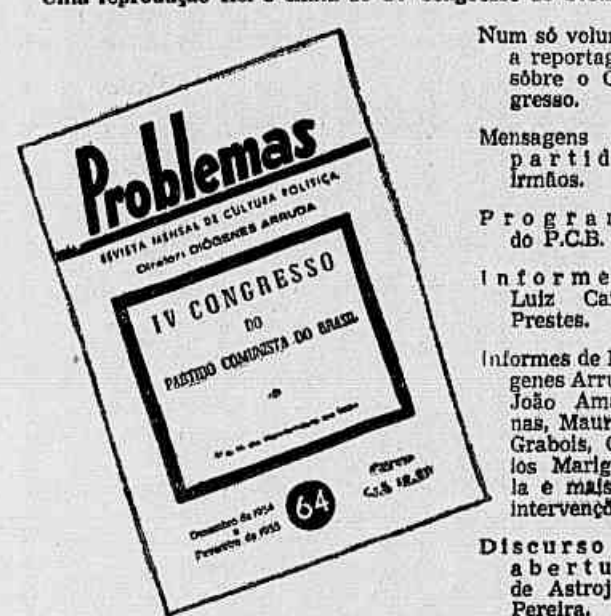 Problemas
REVISTA MENSAL DE CULTURA POLITICA
Diretor: DIÓGENES ARRUDA
IV CONGRESSO
DO
PARTIDO COMUNISTA DO BRASIL
Dezembro de 1954
a
Fevereiro de 1955
64
Num só volum
a reportag
sôbre o C
gresso.
Mensagens
partid
irmãos.
Progran
do P.C.B.
Informe
Luiz Ca
Prestes.
Informes de I
genes Arru
João Ama
nas, Maur
Grabois, C
los Marig
la e mais
intervençõ
Discurso
abertu
de Astroj
Pereira.